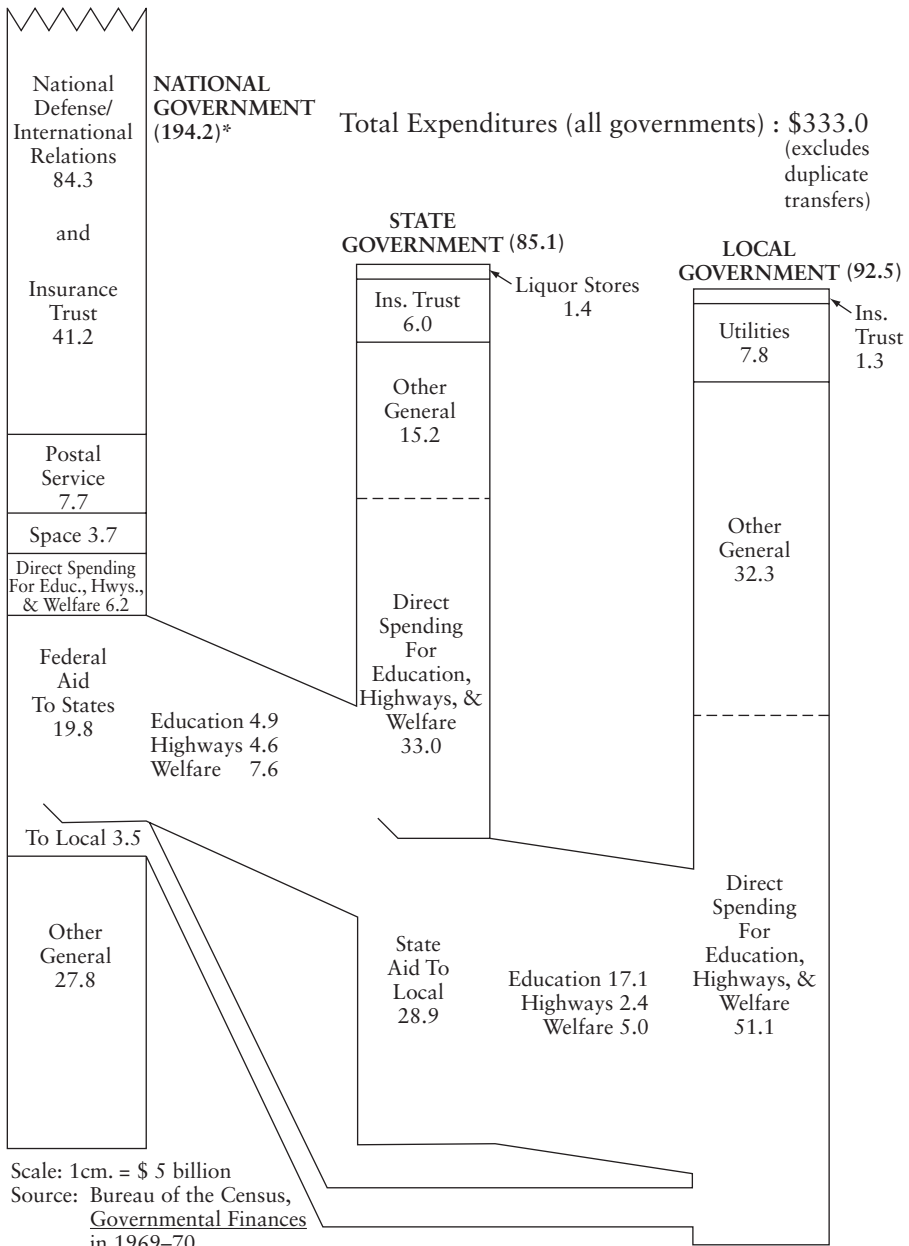 National
Defense/
International
Relations
84.3
and
Insurance
Trust
41.2
NATIONAL
GOVERNMENT
(194.2)*
Total Expenditures (all governments) : $333.0
(excludes
duplicate
transfers)
Postal
Service
7.7
Space 3.7
Direct Spending
For Educ., Hwys.,
& Welfare 6.2
Federal
Aid
To States
19.8
Education 4.9
Highways 4.6
Welfare 7.6
To Local 3.5
Other
General
27.8
STATE
GOVERNMENT (85.1)
Liquor Stores
1.4
Ins. Trust
6.0
Other
General
15.2
Direct
Spending
For
Education,
Highways, &
Welfare
33.0
State
Aid To
Local
28.9
Education 17.1
Highways 2.4
Welfare 5.0
LOCAL
GOVERNMENT (92.5)
Ins.
Trust
1.3
Utilities
7.8
Other
General
32.3
Direct
Spending
For
Education,
Highways, &
Welfare
51.1
Scale: 1cm. = $ 5 billion
Source: Bureau of the Census,
Governmental Finances
in 1969–70